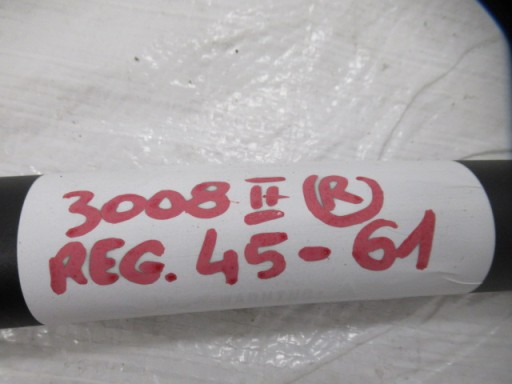 3008 II (R)
REG. 45-61